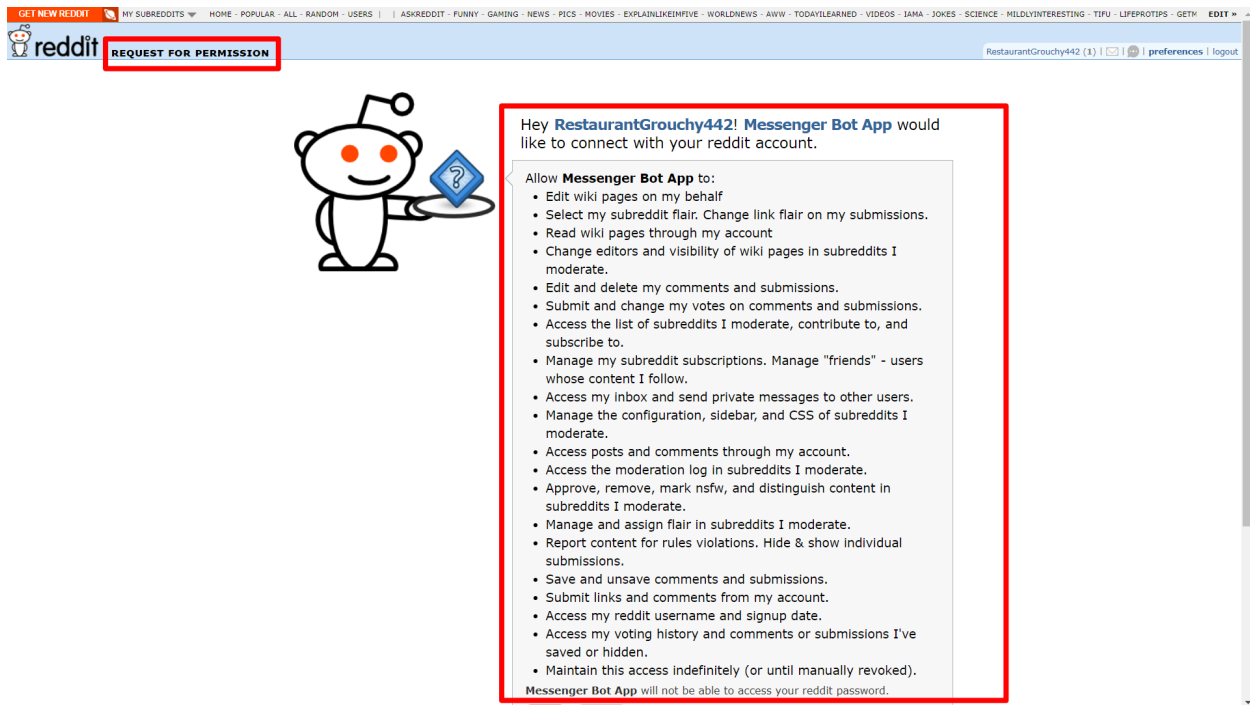 GET NEW REDDIT MY SUBREDDITS HOME - POPULAR - ALL - RANDOM - USERS | | ASKREDDIT - FUNNY - GAMING - NEWS - PICS - MOVIES - EXPLAINLIKEIMFIVE - WORLDNEWS - AWW - TODAYILEARNED - VIDEOS - IAMA - JOKES - SCIENCE - MILDLYINTERESTING - TIFU - LIFEPROTIPS - GETM EDIT »
reddit REQUEST FOR PERMISSION RestaurantGrouchy442 (1) | | | preferences | logout
Hey RestaurantGrouchy442! Messenger Bot App would
like to connect with your reddit account.
?
Allow Messenger Bot App to:
• Edit wiki pages on my behalf
• Select my subreddit flair. Change link flair on my submissions.
• Read wiki pages through my account
• Change editors and visibility of wiki pages in subreddits I
moderate.
• Edit and delete my comments and submissions.
• Submit and change my votes on comments and submissions.
• Access the list of subreddits I moderate, contribute to, and
subscribe to.
• Manage my subreddit subscriptions. Manage "friends" - users
whose content I follow.
• Access my inbox and send private messages to other users.
• Manage the configuration, sidebar, and CSS of subreddits I
moderate.
• Access posts and comments through my account.
• Access the moderation log in subreddits I moderate.
• Approve, remove, mark nsfw, and distinguish content in
subreddits I moderate.
• Manage and assign flair in subreddits I moderate.
• Report content for rules violations. Hide & show individual
submissions.
• Save and unsave comments and submissions.
• Submit links and comments from my account.
• Access my reddit username and signup date.
• Access my voting history and comments or submissions I've
saved or hidden.
• Maintain this access indefinitely (or until manually revoked).
Messenger Bot App will not be able to access your reddit password.